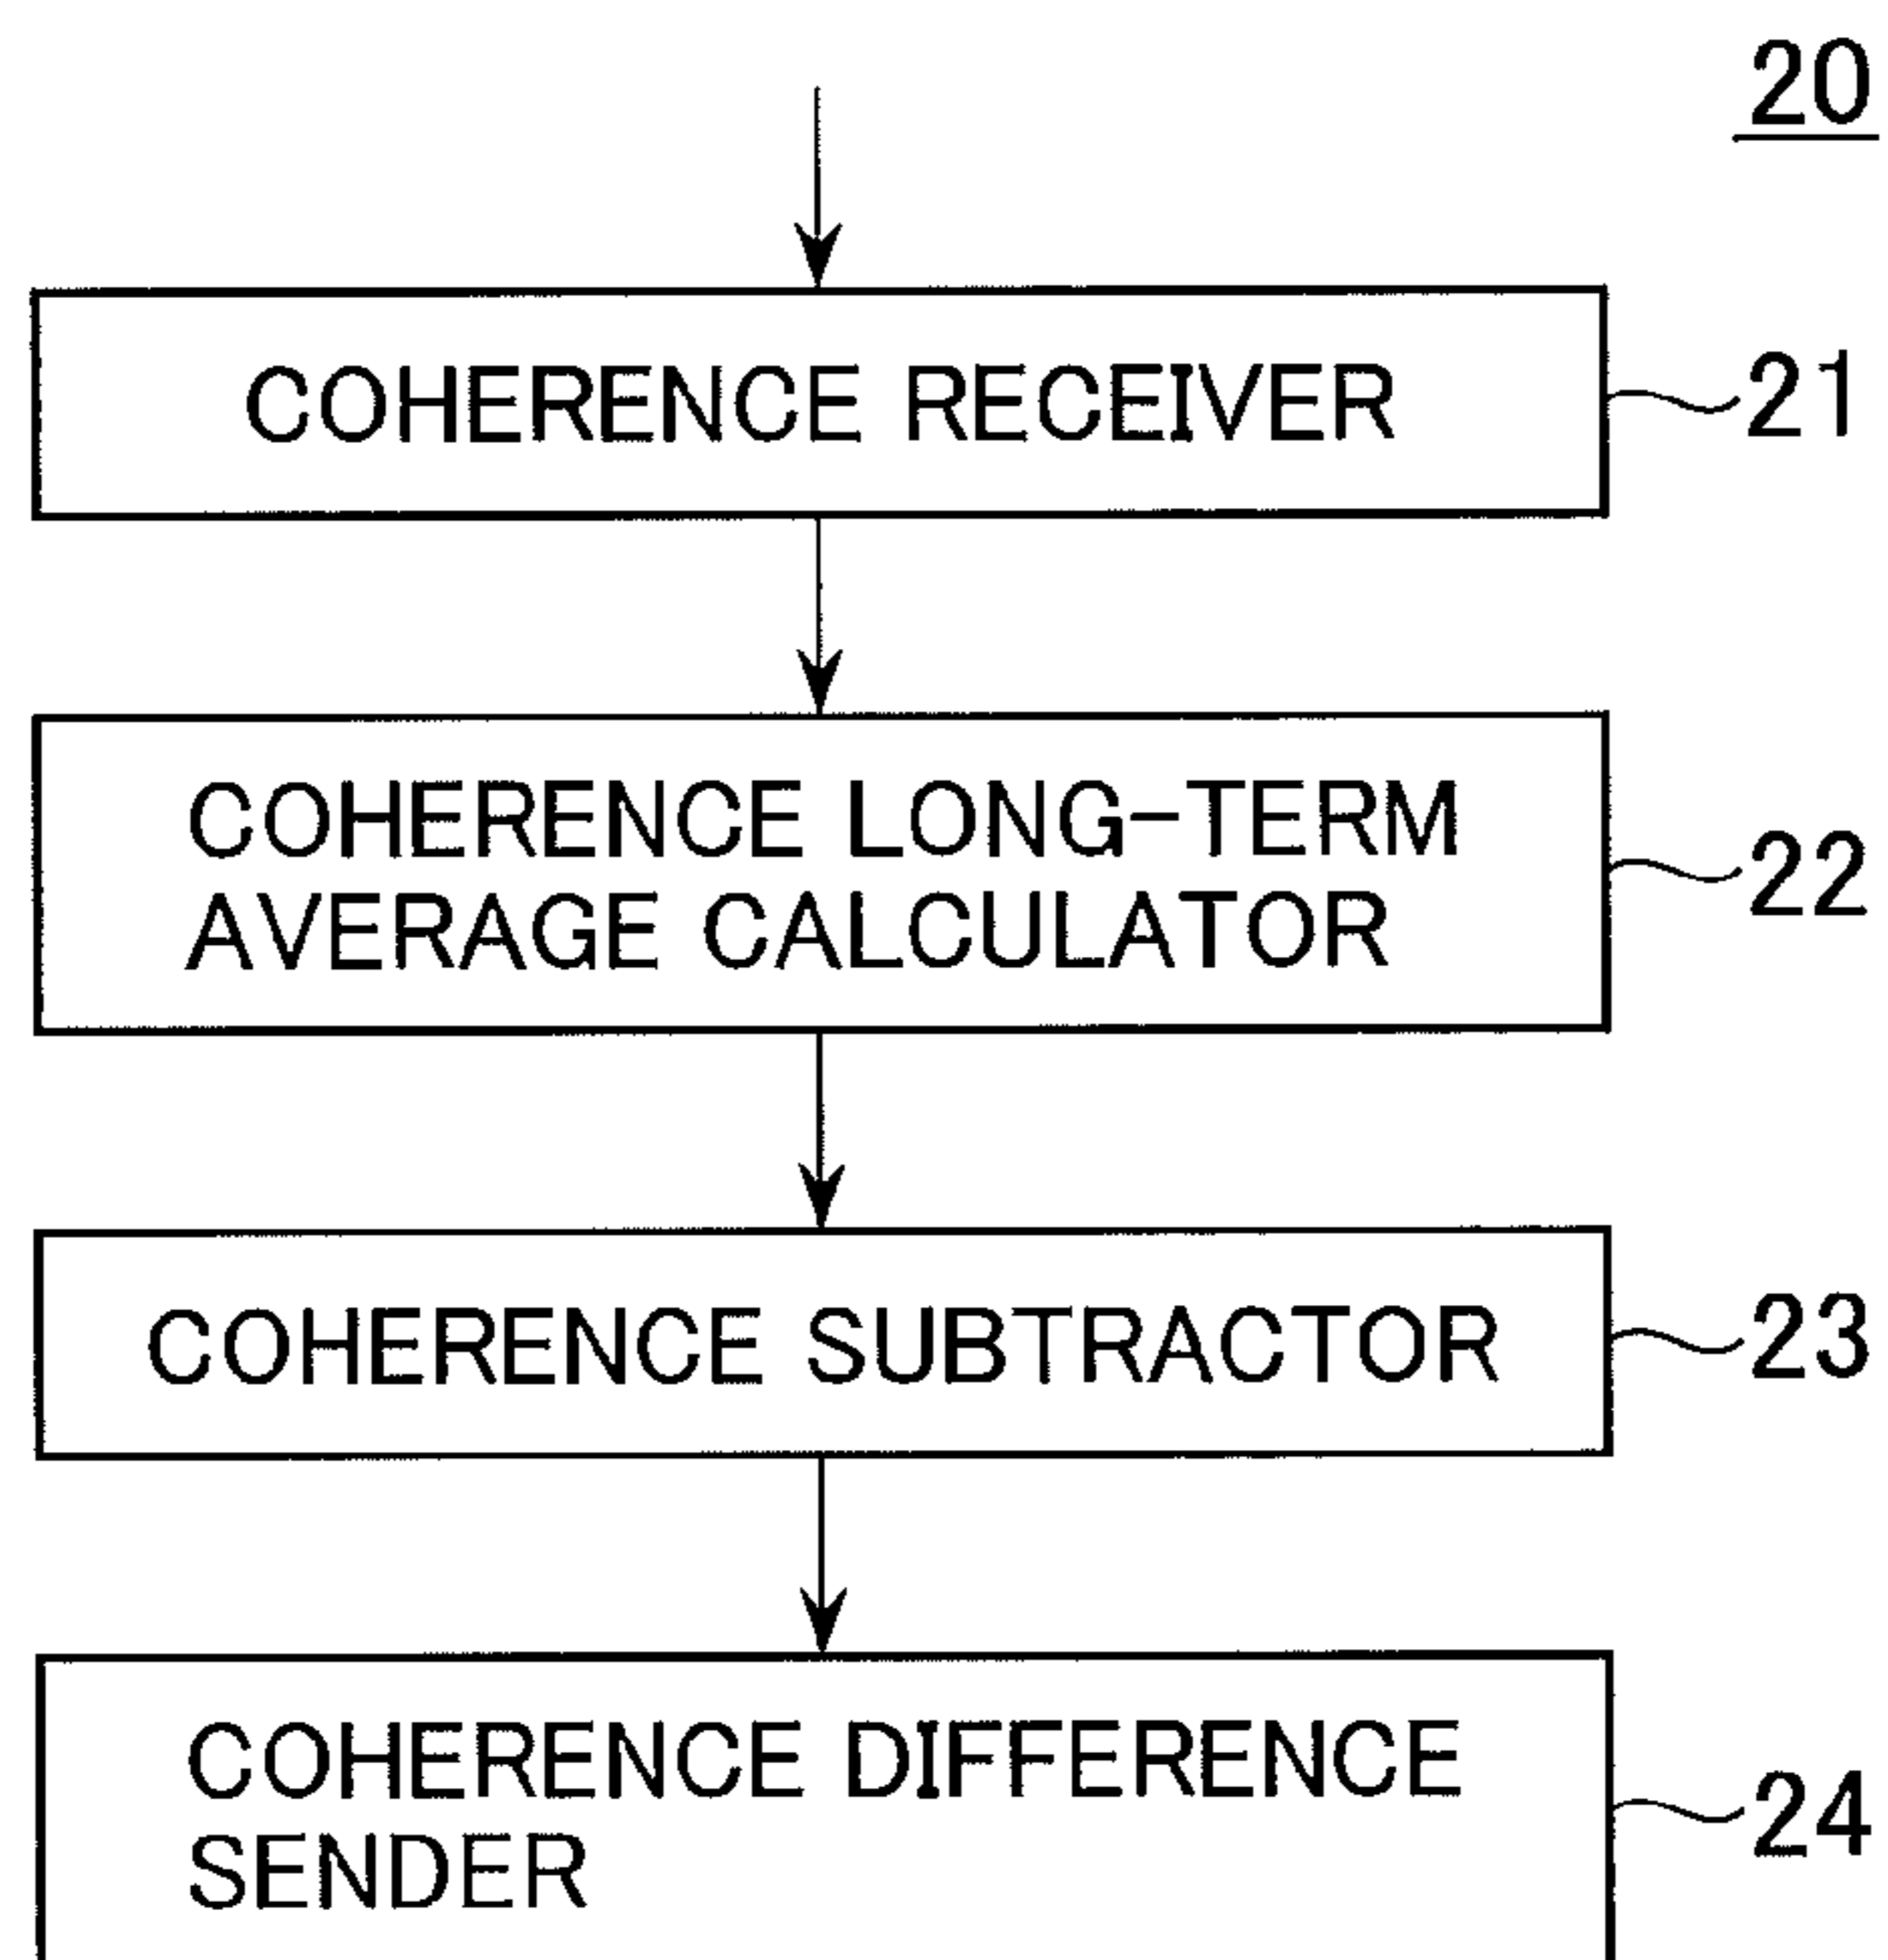 20
COHERENCE RECEIVER
21
COHERENCE LONG-TERM
AVERAGE CALCULATOR
22
COHERENCE SUBTRACTOR
23
COHERENCE DIFFERENCE
SENDER
24